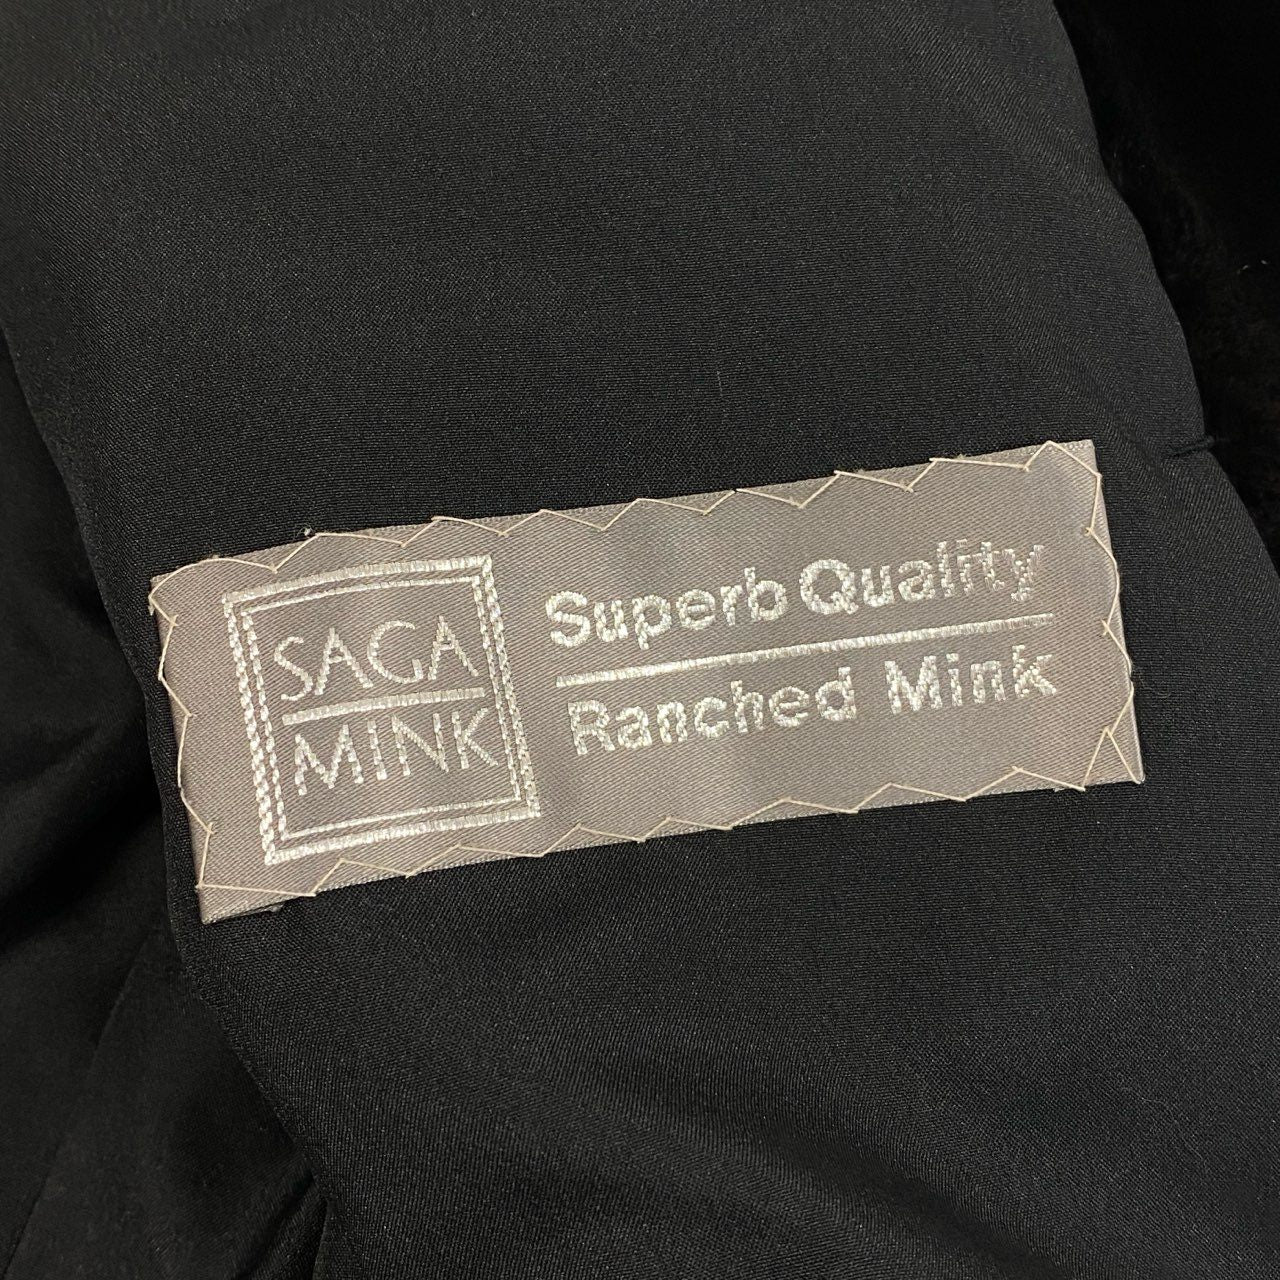 SAGA
MINK
Superb Quality
Ranched Mink